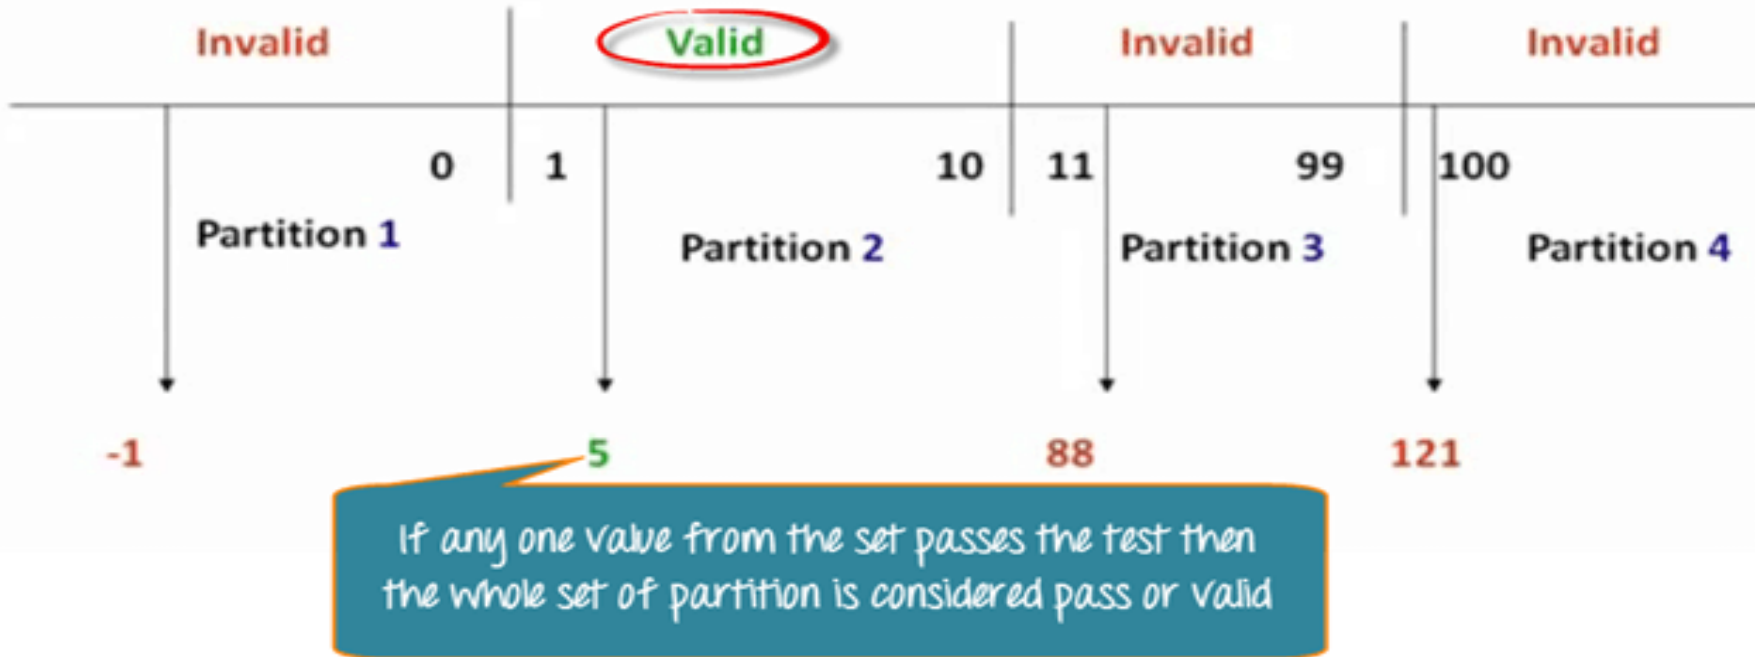 Invalid Valid Invalid Invalid
0 1 10 11 99 100
Partition 1 Partition 2 Partition 3 Partition 4
-1 5 88 121
If any one value from the set passes the test then
the whole set of partition is considered pass or valid